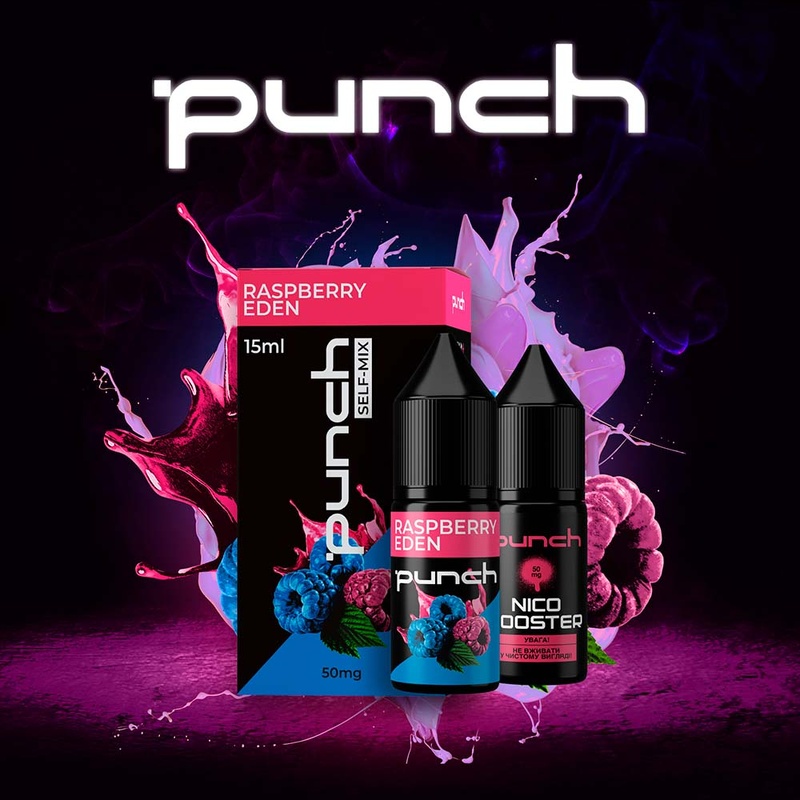 punch
RASPBERRY
EDEN
punch
15ml
punch
SELF-MIX
50mg
RASPBERRY
EDEN
punch
punch
50
mg
NICO
OOSTER
УВАГА!
НЕ ВЖИВАТИ
У ЧИСТОМУ ВИГЛЯДІ